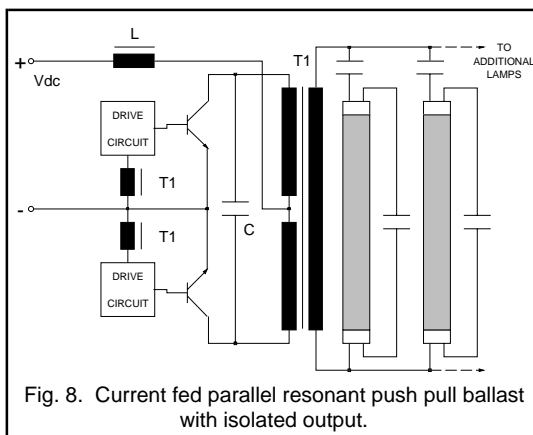 L
+
Vdc
T1
TO
ADDITIONAL
LAMPS
DRIVE
CIRCUIT
T1
-
T1
C
DRIVE
CIRCUIT
Fig. 8. Current fed parallel resonant push pull ballast
with isolated output.